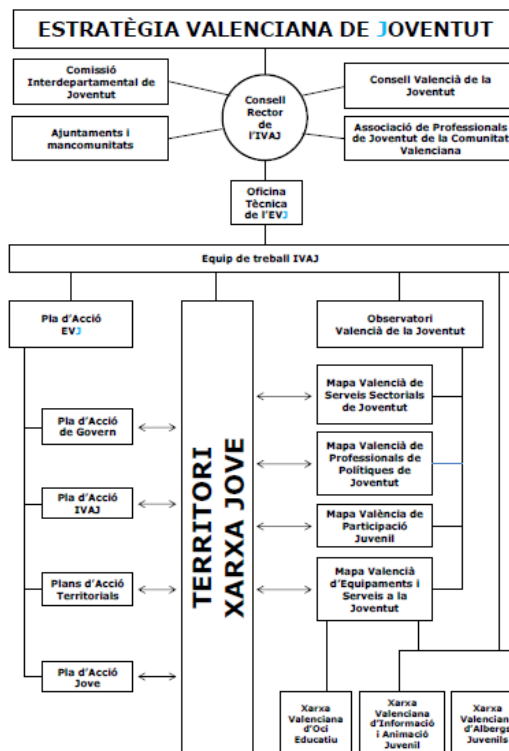 ESTRATÈGIA VALENCIANA DE JOVENTUT
Comissió
Interdepartamental de
Joventut
Consell Valencià de la
Joventut
Consell
Rector
de
l'IVAJ
Ajuntaments i
mancomunitats
Associació de Professionals
de Joventut de la Comunitat
Valenciana
Oficina
Tècnica
de l'EVJ
Equip de treball IVAJ
Pla d'Acció
EVJ
Observatori
Valencià de la Joventut
TERRITORI
XARXA JOVE
Pla d'Acció
de Govern
Pla d'Acció
IVAJ
Plans d'Acció
Territorials
Pla d'Acció
Jove
Mapa Valencià de
Serveis Sectorials
de Joventut
Mapa Valencià de
Professionals de
Polítiques de
Joventut
Mapa València de
Participació
Juvenil
Mapa Valencià
d'Equipaments i
Serveis a la
Joventut
Xarxa
Valenciana
d'Oci
Educatiu
Xarxa
Valenciana
d'Informació
i Animació
Juvenil
Xarxa
Valenciana
d'Albergs
Juvenils